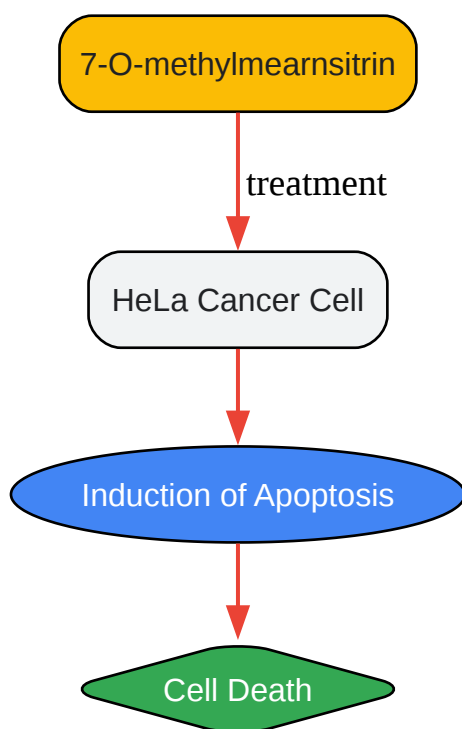 7-O-methylmearnsitrin
treatment
HeLa Cancer Cell
Induction of Apoptosis
Cell Death